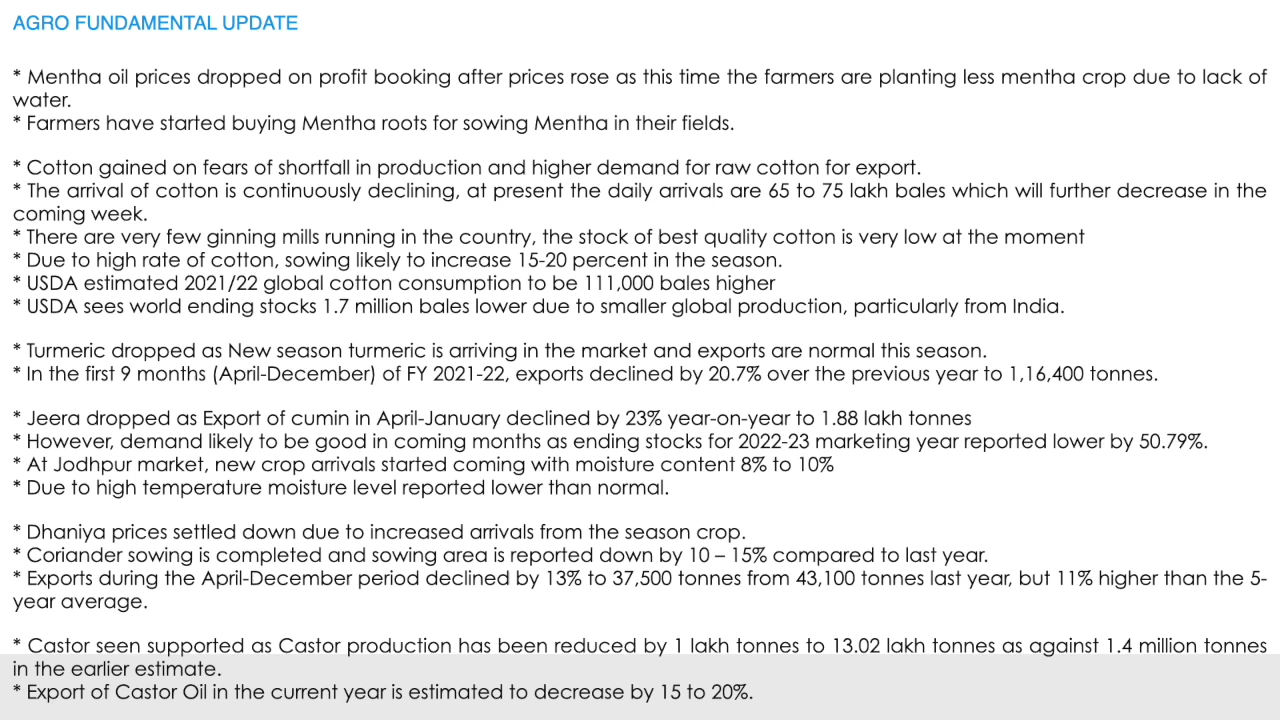 AGRO FUNDAMENTAL UPDATE
* Mentha oil prices dropped on profit booking after prices rose as this time the farmers are planting less mentha crop due to lack of
water.
* Farmers have started buying Mentha roots for sowing Mentha in their fields.
* Cotton gained on fears of shortfall in production and higher demand for raw cotton for export.
* The arrival of cotton is continuously declining, at present the daily arrivals are 65 to 75 lakh bales which will further decrease in the
coming week.
* There are very few ginning mills running in the country, the stock of best quality cotton is very low at the moment
* Due to high rate of cotton, sowing likely to increase 15-20 percent in the season.
* USDA estimated 2021/22 global cotton consumption to be 111,000 bales higher
* USDA sees world ending stocks 1.7 million bales lower due to smaller global production, particularly from India.
* Turmeric dropped as New season turmeric is arriving in the market and exports are normal this season.
* In the first 9 months (April-December) of FY 2021-22, exports declined by 20.7% over the previous year to 1,16,400 tonnes.
* Jeera dropped as Export of cumin in April-January declined by 23% year-on-year to 1.88 lakh tonnes
* However, demand likely to be good in coming months as ending stocks for 2022-23 marketing year reported lower by 50.79%.
* At Jodhpur market, new crop arrivals started coming with moisture content 8% to 10%
* Due to high temperature moisture level reported lower than normal.
* Dhaniya prices settled down due to increased arrivals from the season crop.
* Coriander sowing is completed and sowing area is reported down by 10 – 15% compared to last year.
* Exports during the April-December period declined by 13% to 37,500 tonnes from 43,100 tonnes last year, but 11% higher than the 5-
year average.
* Castor seen supported as Castor production has been reduced by 1 lakh tonnes to 13.02 lakh tonnes as against 1.4 million tonnes
in the earlier estimate.
* Export of Castor Oil in the current year is estimated to decrease by 15 to 20%.